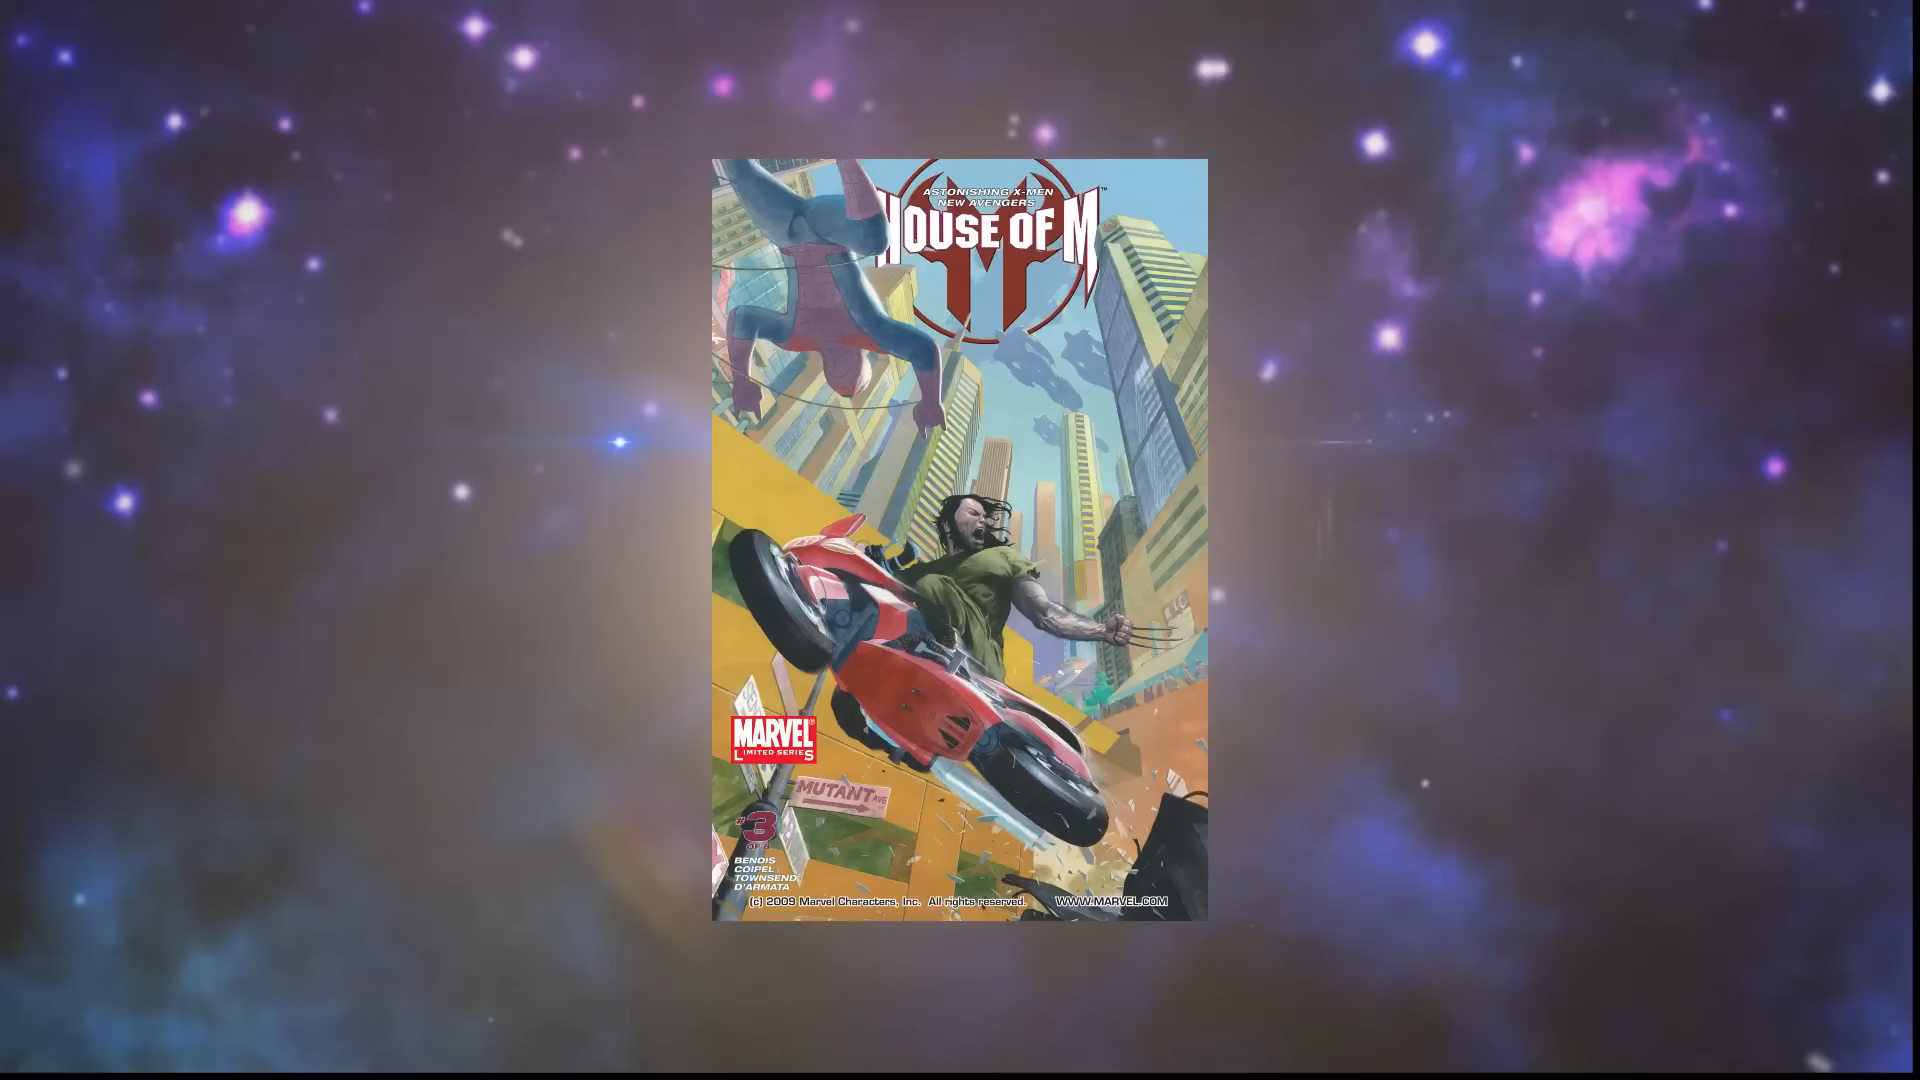 ASTONISHING X-MEN
NEW AVENGERS
HOUSE OF M™
MARVEL®
LIMITED SERIES
MUTANT AVE
#3
OF 8
BENDIS
COIPEL
TOWNSEND
D'ARMATA
(c) 2009 Marvel Characters, Inc. All rights reserved. WWW.MARVEL.COM